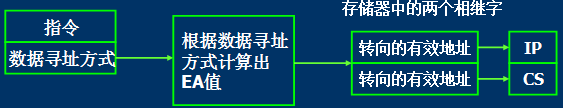 存储器中的两个相继字
指令
数据寻址方式
根据数据寻址
方式计算出
EA值
转向的有效地址
IP
转向的有效地址
CS